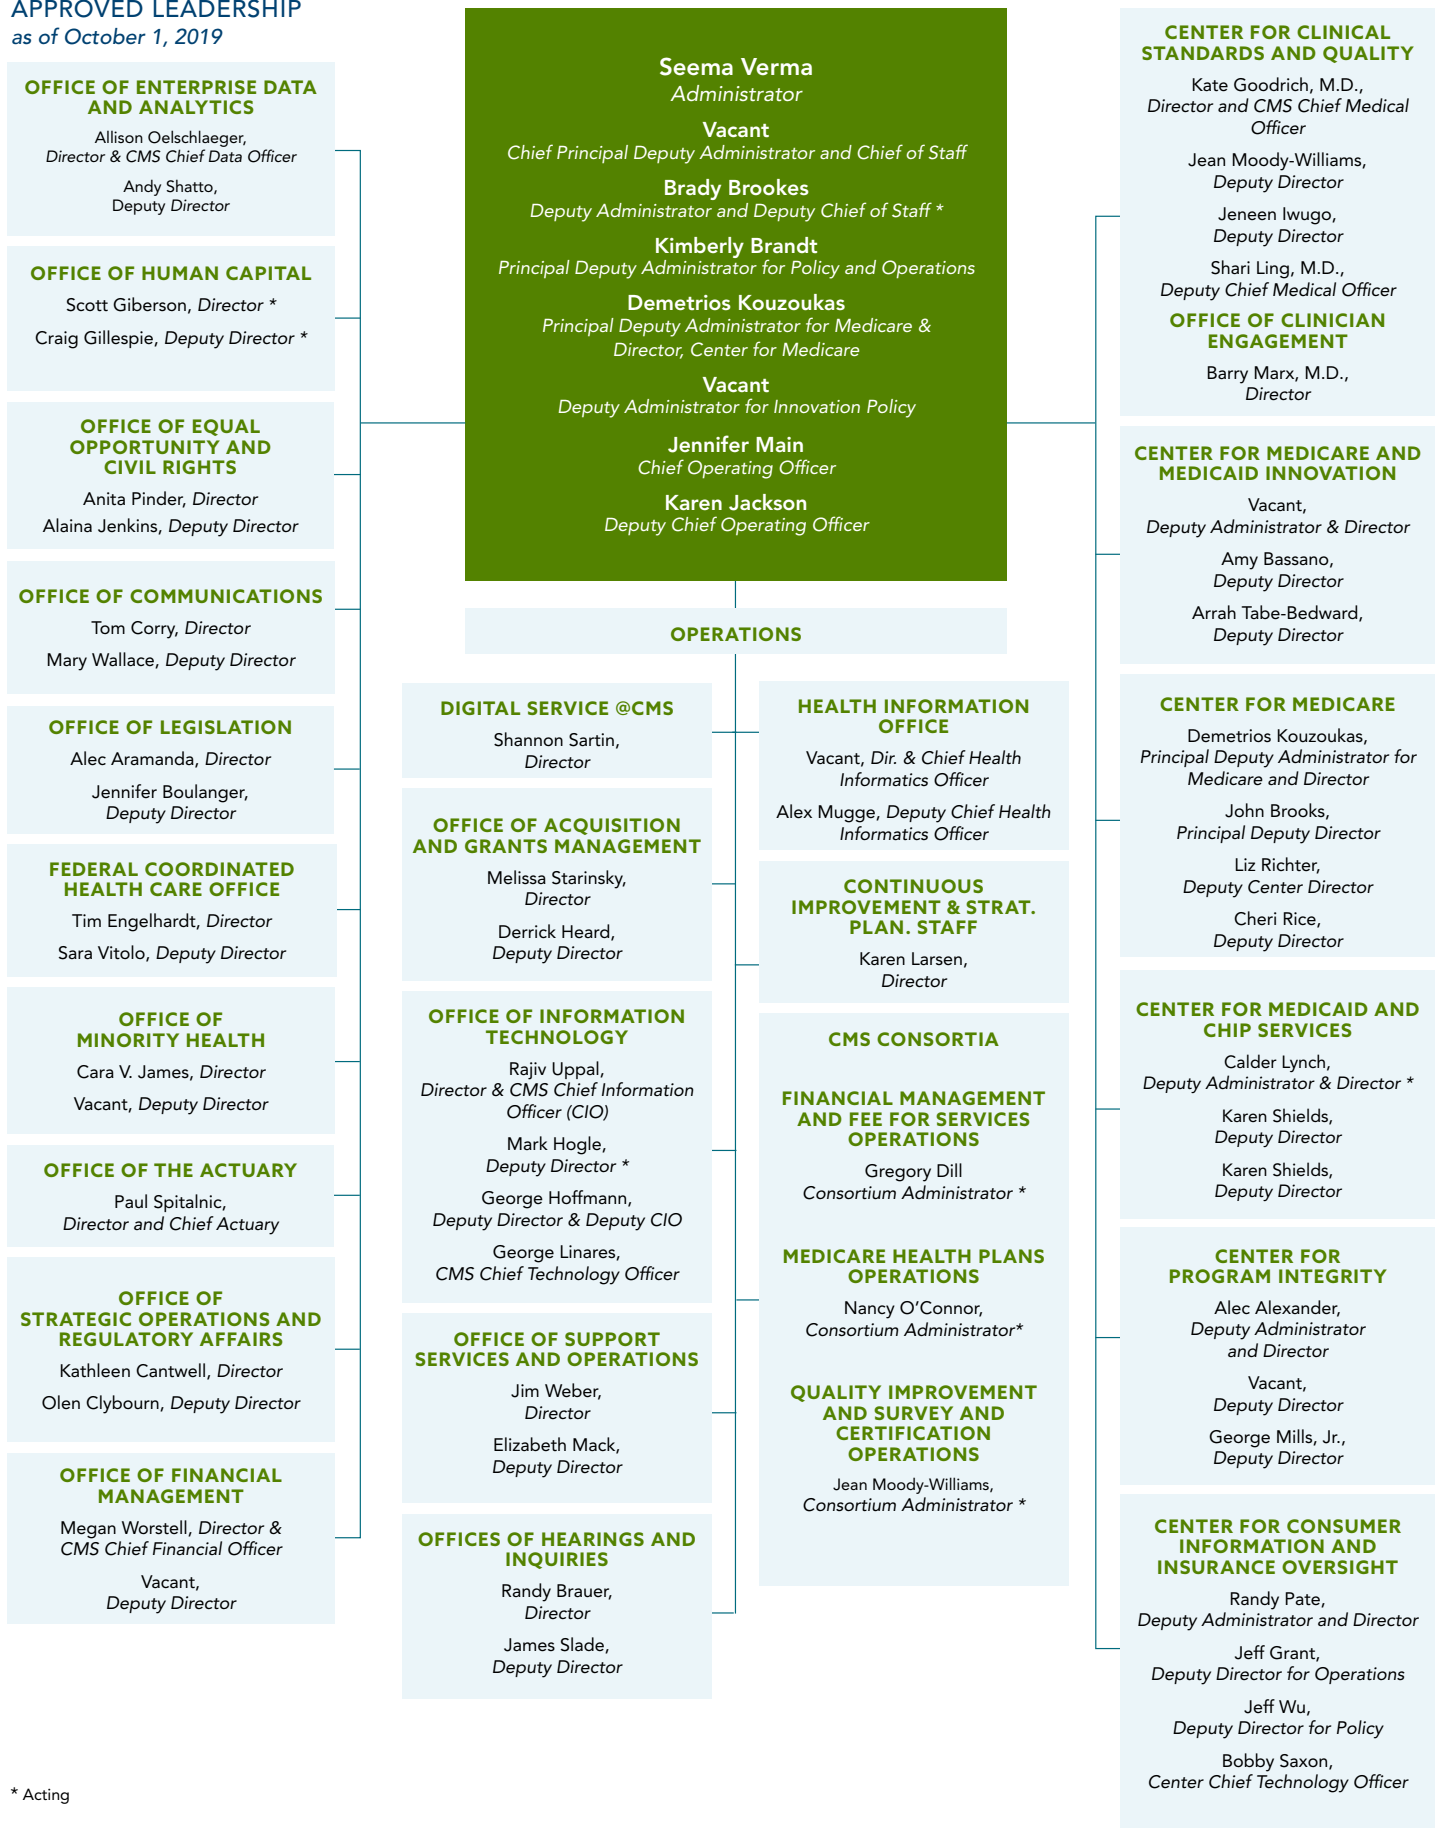 APPROVED LEADERSHIP
as of October 1, 2019
OFFICE OF ENTERPRISE DATA
AND ANALYTICS
Allison Oelschlaeger,
Director & CMS Chief Data Officer
Andy Shatto,
Deputy Director
OFFICE OF HUMAN CAPITAL
Scott Giberson, Director *
Craig Gillespie, Deputy Director *
OFFICE OF EQUAL
OPPORTUNITY AND
CIVIL RIGHTS
Anita Pinder, Director
Alaina Jenkins, Deputy Director
OFFICE OF COMMUNICATIONS
Tom Corry, Director
Mary Wallace, Deputy Director
OFFICE OF LEGISLATION
Alec Aramanda, Director
Jennifer Boulanger,
Deputy Director
FEDERAL COORDINATED
HEALTH CARE OFFICE
Tim Engelhardt, Director
Sara Vitolo, Deputy Director
OFFICE OF
MINORITY HEALTH
Cara V. James, Director
Vacant, Deputy Director
OFFICE OF THE ACTUARY
Paul Spitalnic,
Director and Chief Actuary
OFFICE OF
STRATEGIC OPERATIONS AND
REGULATORY AFFAIRS
Kathleen Cantwell, Director
Olen Clybourn, Deputy Director
OFFICE OF FINANCIAL
MANAGEMENT
Megan Worstell, Director &
CMS Chief Financial Officer
Vacant,
Deputy Director
Seema Verma
Administrator
Vacant
Chief Principal Deputy Administrator and Chief of Staff
Brady Brookes
Deputy Administrator and Deputy Chief of Staff *
Kimberly Brandt
Principal Deputy Administrator for Policy and Operations
Demetrios Kouzoukas
Principal Deputy Administrator for Medicare &
Director, Center for Medicare
Vacant
Deputy Administrator for Innovation Policy
Jennifer Main
Chief Operating Officer
Karen Jackson
Deputy Chief Operating Officer
OPERATIONS
DIGITAL SERVICE @CMS
Shannon Sartin,
Director
OFFICE OF ACQUISITION
AND GRANTS MANAGEMENT
Melissa Starinsky,
Director
Derrick Heard,
Deputy Director
OFFICE OF INFORMATION
TECHNOLOGY
Rajiv Uppal,
Director & CMS Chief Information
Officer (CIO)
Mark Hogle,
Deputy Director *
George Hoffmann,
Deputy Director & Deputy CIO
George Linares,
CMS Chief Technology Officer
OFFICE OF SUPPORT
SERVICES AND OPERATIONS
Jim Weber,
Director
Elizabeth Mack,
Deputy Director
OFFICES OF HEARINGS AND
INQUIRIES
Randy Brauer,
Director
James Slade,
Deputy Director
HEALTH INFORMATION
OFFICE
Vacant, Dir. & Chief Health
Informatics Officer
Alex Mugge, Deputy Chief Health
Informatics Officer
CONTINUOUS
IMPROVEMENT & STRAT.
PLAN. STAFF
Karen Larsen,
Director
CMS CONSORTIA
FINANCIAL MANAGEMENT
AND FEE FOR SERVICES
OPERATIONS
Gregory Dill
Consortium Administrator *
MEDICARE HEALTH PLANS
OPERATIONS
Nancy O’Connor,
Consortium Administrator*
QUALITY IMPROVEMENT
AND SURVEY AND
CERTIFICATION
OPERATIONS
Jean Moody-Williams,
Consortium Administrator *
CENTER FOR CLINICAL
STANDARDS AND QUALITY
Kate Goodrich, M.D.,
Director and CMS Chief Medical
Officer
Jean Moody-Williams,
Deputy Director
Jeneen Iwugo,
Deputy Director
Shari Ling, M.D.,
Deputy Chief Medical Officer
OFFICE OF CLINICIAN
ENGAGEMENT
Barry Marx, M.D.,
Director
CENTER FOR MEDICARE AND
MEDICAID INNOVATION
Vacant,
Deputy Administrator & Director
Amy Bassano,
Deputy Director
Arrah Tabe-Bedward,
Deputy Director
CENTER FOR MEDICARE
Demetrios Kouzoukas,
Principal Deputy Administrator for
Medicare and Director
John Brooks,
Principal Deputy Director
Liz Richter,
Deputy Center Director
Cheri Rice,
Deputy Director
CENTER FOR MEDICAID AND
CHIP SERVICES
Calder Lynch,
Deputy Administrator & Director *
Karen Shields,
Deputy Director
Karen Shields,
Deputy Director
CENTER FOR
PROGRAM INTEGRITY
Alec Alexander,
Deputy Administrator
and Director
Vacant,
Deputy Director
George Mills, Jr.,
Deputy Director
CENTER FOR CONSUMER
INFORMATION AND
INSURANCE OVERSIGHT
Randy Pate,
Deputy Administrator and Director
Jeff Grant,
Deputy Director for Operations
Jeff Wu,
Deputy Director for Policy
Bobby Saxon,
Center Chief Technology Officer
* Acting